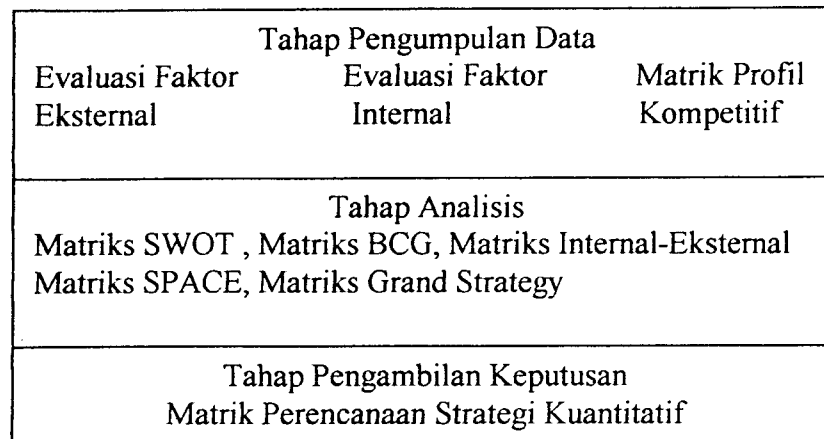 Tahap Pengumpulan Data
Evaluasi Faktor Evaluasi Faktor Matrik Profil
Eksternal Internal Kompetitif
Tahap Analisis
Matriks SWOT , Matriks BCG, Matriks Internal-Eksternal
Matriks SPACE, Matriks Grand Strategy
Tahap Pengambilan Keputusan
Matrik Perencanaan Strategi Kuantitatif